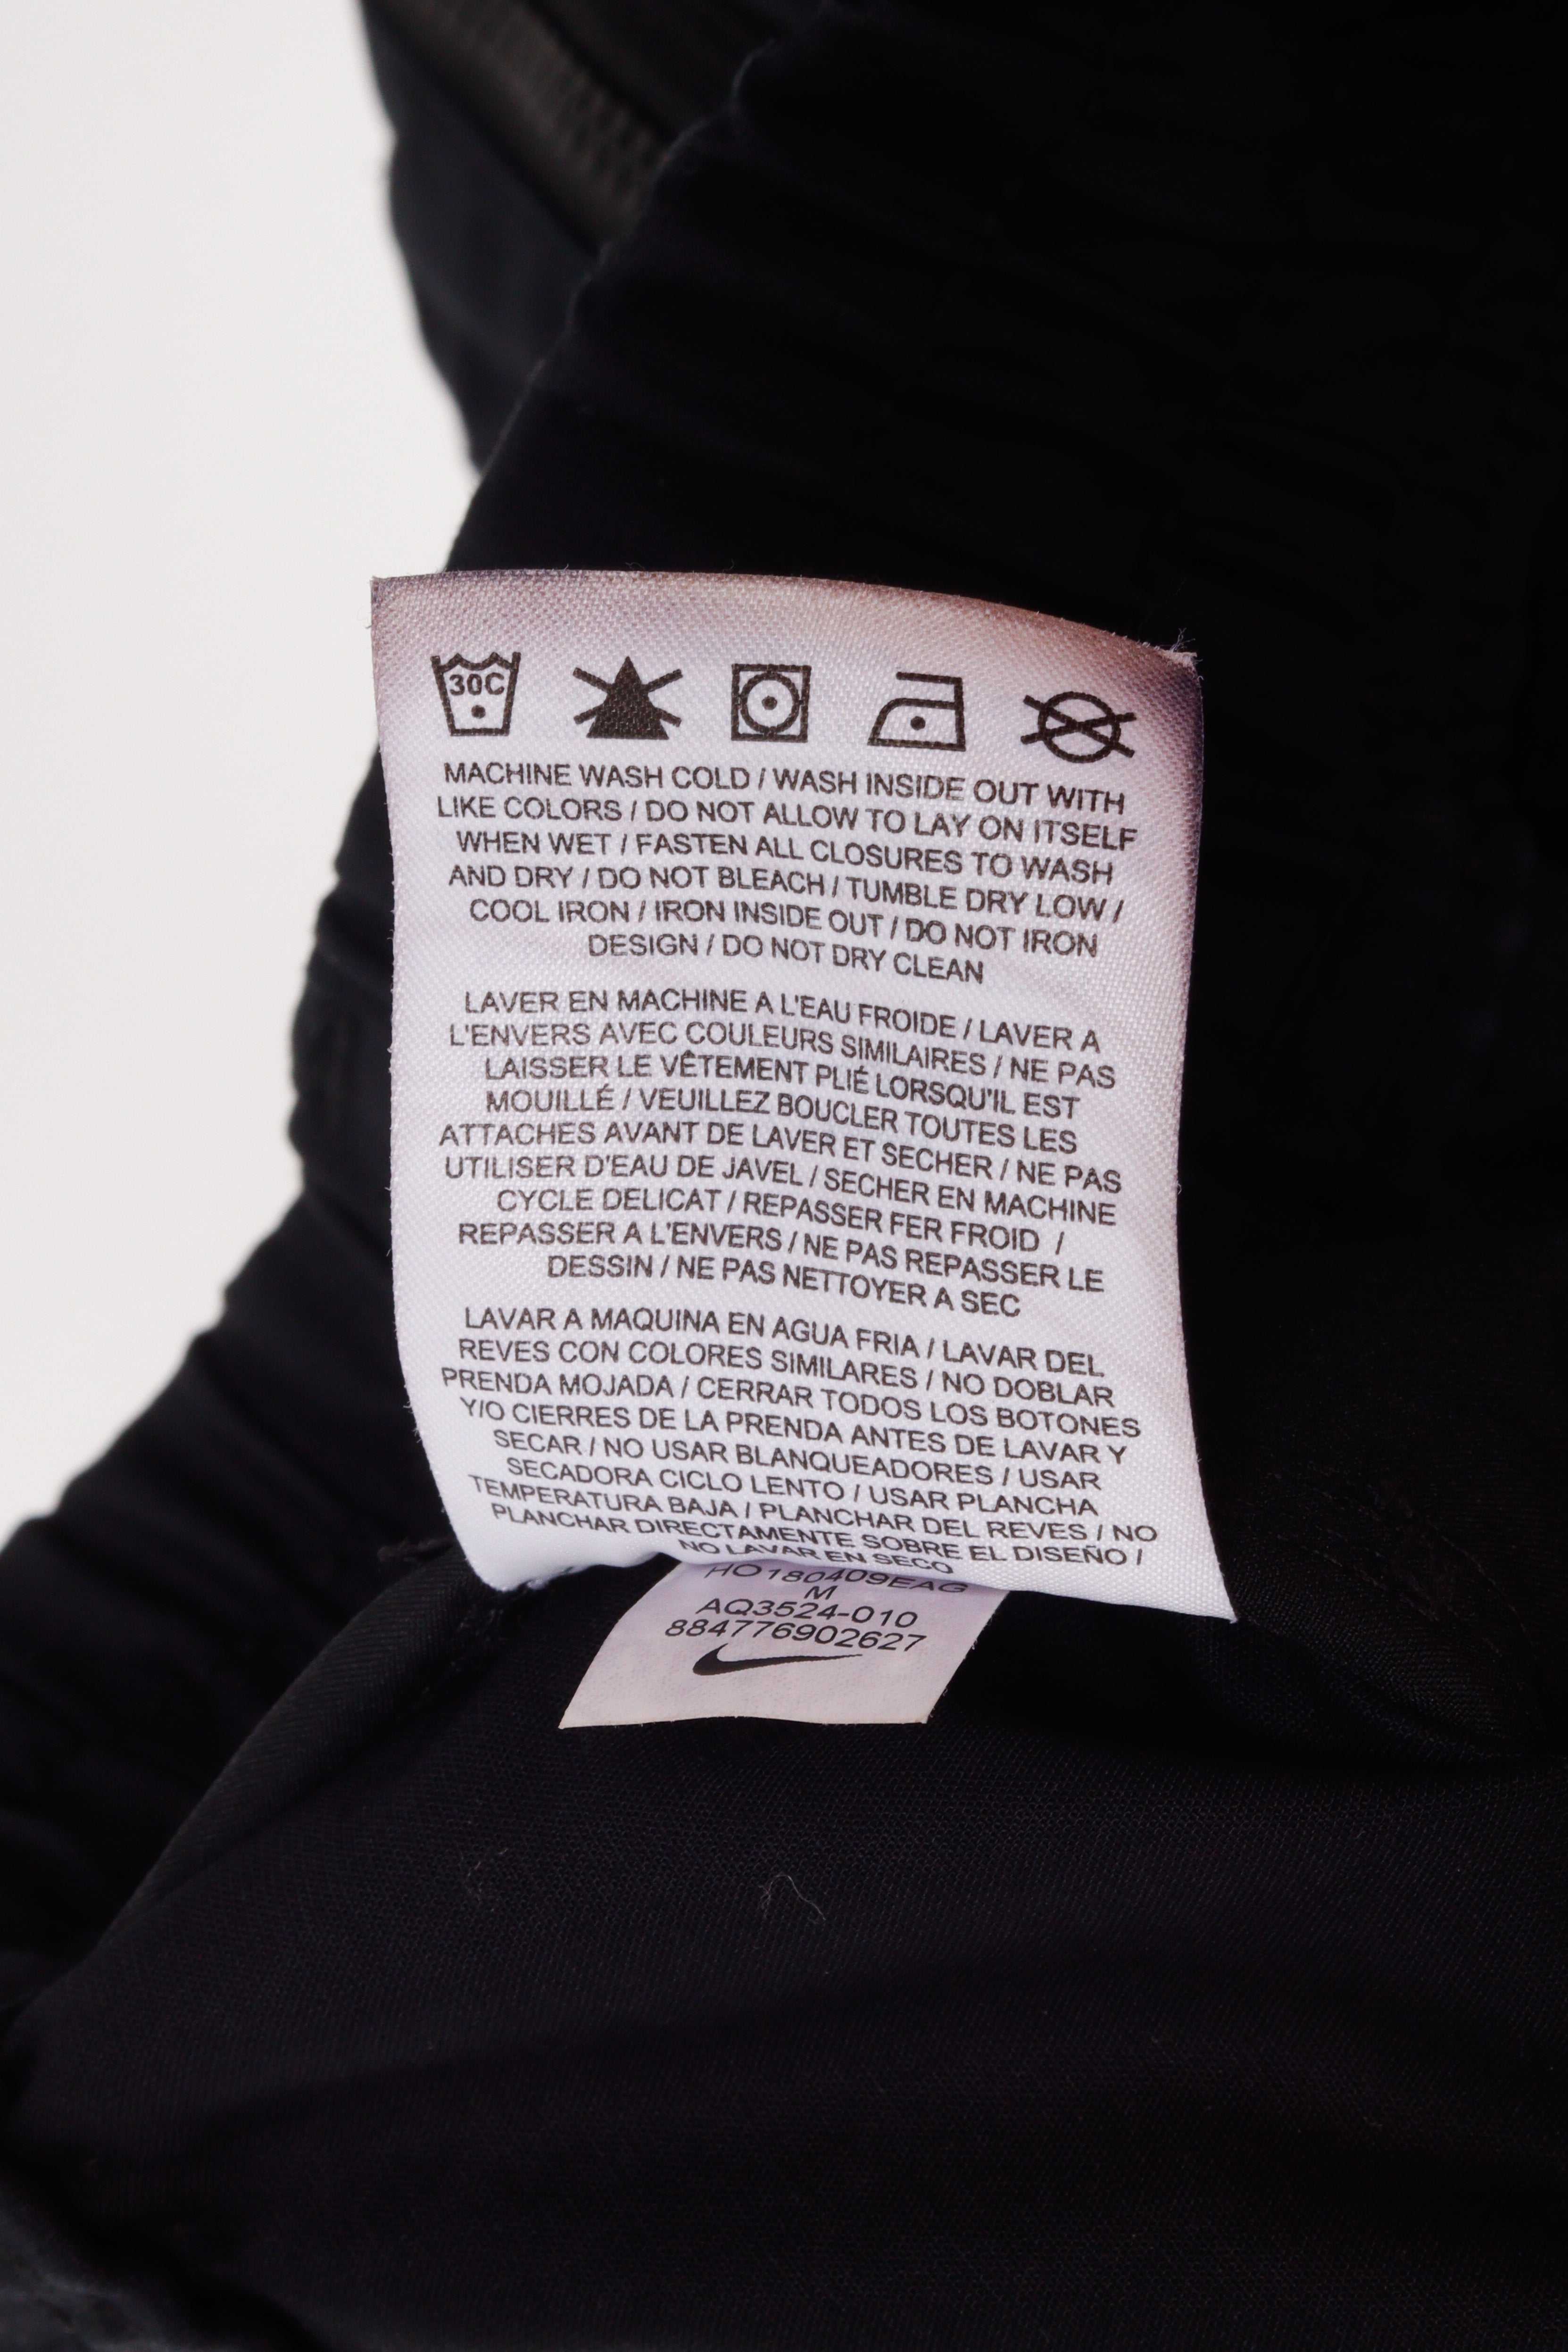 30C
MACHINE WASH COLD / WASH INSIDE OUT WITH
LIKE COLORS / DO NOT ALLOW TO LAY ON ITSELF
WHEN WET / FASTEN ALL CLOSURES TO WASH
AND DRY / DO NOT BLEACH / TUMBLE DRY LOW /
COOL IRON / IRON INSIDE OUT / DO NOT IRON
DESIGN / DO NOT DRY CLEAN
LAVER EN MACHINE A L'EAU FROIDE / LAVER A
L'ENVERS AVEC COULEURS SIMILAIRES / NE PAS
LAISSER LE VÊTEMENT PLIÉ LORSQU'IL EST
MOUILLÉ / VEUILLEZ BOUCLER TOUTES LES
ATTACHES AVANT DE LAVER ET SECHER / NE PAS
UTILISER D'EAU DE JAVEL / SECHER EN MACHINE
CYCLE DELICAT / REPASSER FER FROID /
REPASSER A L'ENVERS / NE PAS REPASSER LE
DESSIN / NE PAS NETTOYER A SEC
LAVAR A MAQUINA EN AGUA FRIA / LAVAR DEL
REVES CON COLORES SIMILARES / NO DOBLAR
PRENDA MOJADA / CERRAR TODOS LOS BOTONES
Y/O CIERRES DE LA PRENDA ANTES DE LAVAR Y
SECAR / NO USAR BLANQUEADORES / USAR
SECADORA CICLO LENTO / USAR PLANCHA
TEMPERATURA BAJA / PLANCHAR DEL REVES / NO
PLANCHAR DIRECTAMENTE SOBRE EL DISEÑO /
NO LAVAR EN SECO
HO180409EAG
M
AQ3524-010
884776902627